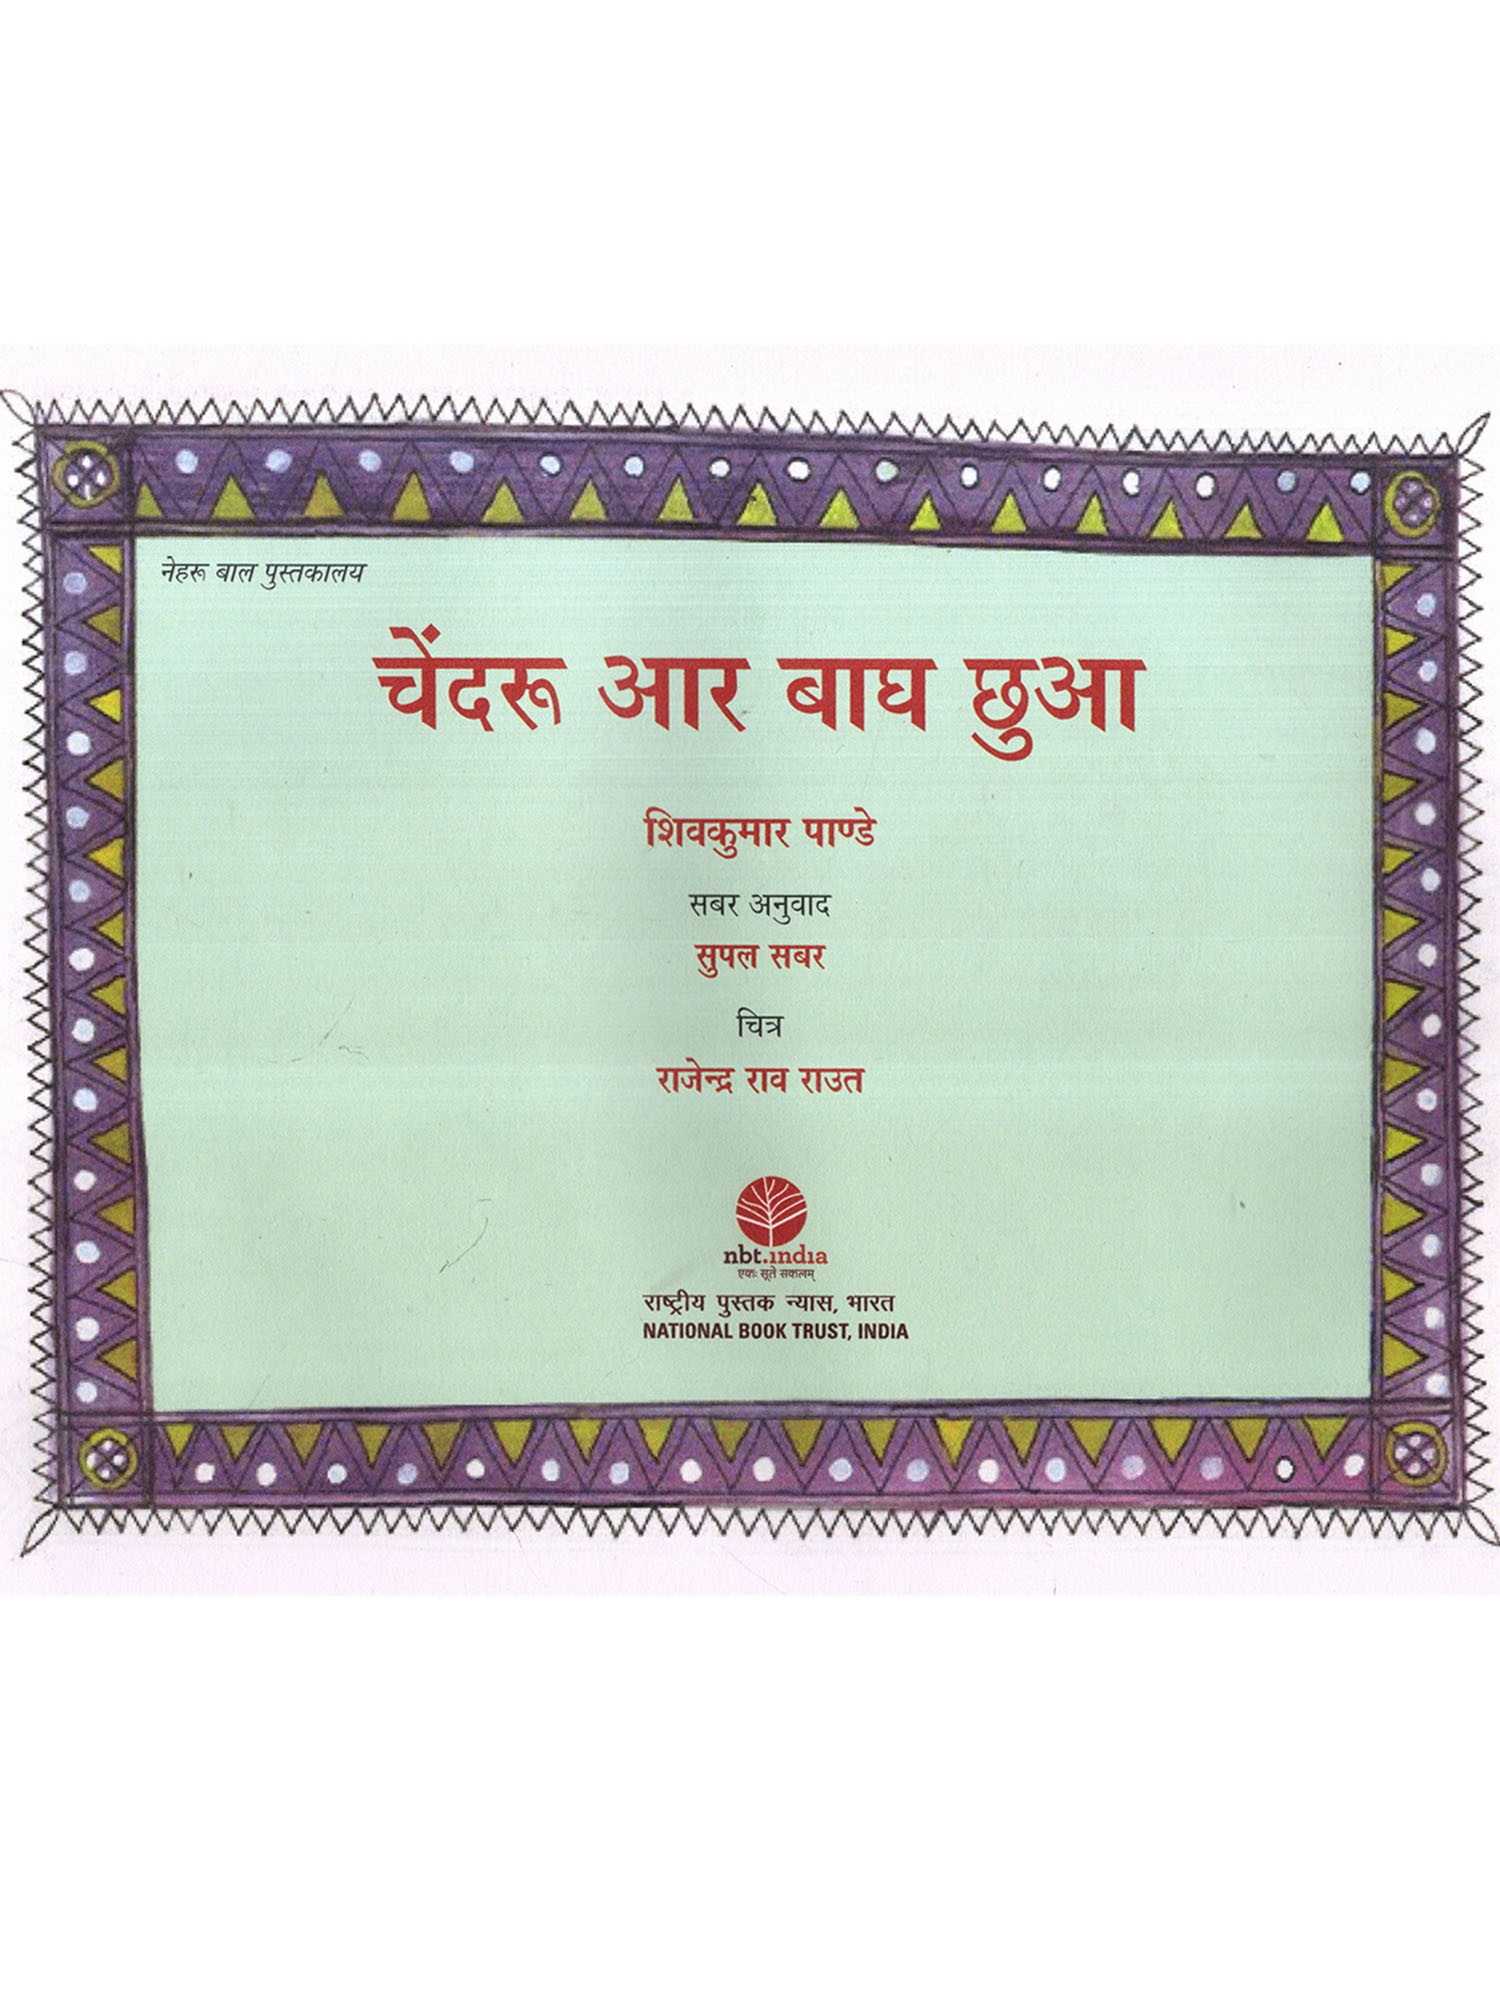 नेहरू बाल पुस्तकालय
चेंदरू आर बाघ छुआ
शिवकुमार पाण्डे
सबर अनुवाद
सुपल सबर
चित्र
राजेन्द्र राव राउत
nbt.india
एकः सूते सकलम्
राष्ट्रीय पुस्तक न्यास, भारत
NATIONAL BOOK TRUST, INDIA